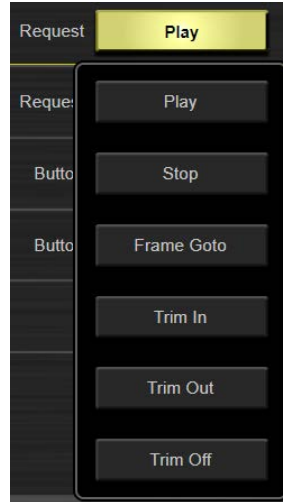 Request Play
Reques Play
Butto Stop
Butto Frame Goto
Trim In
Trim Out
Trim Off